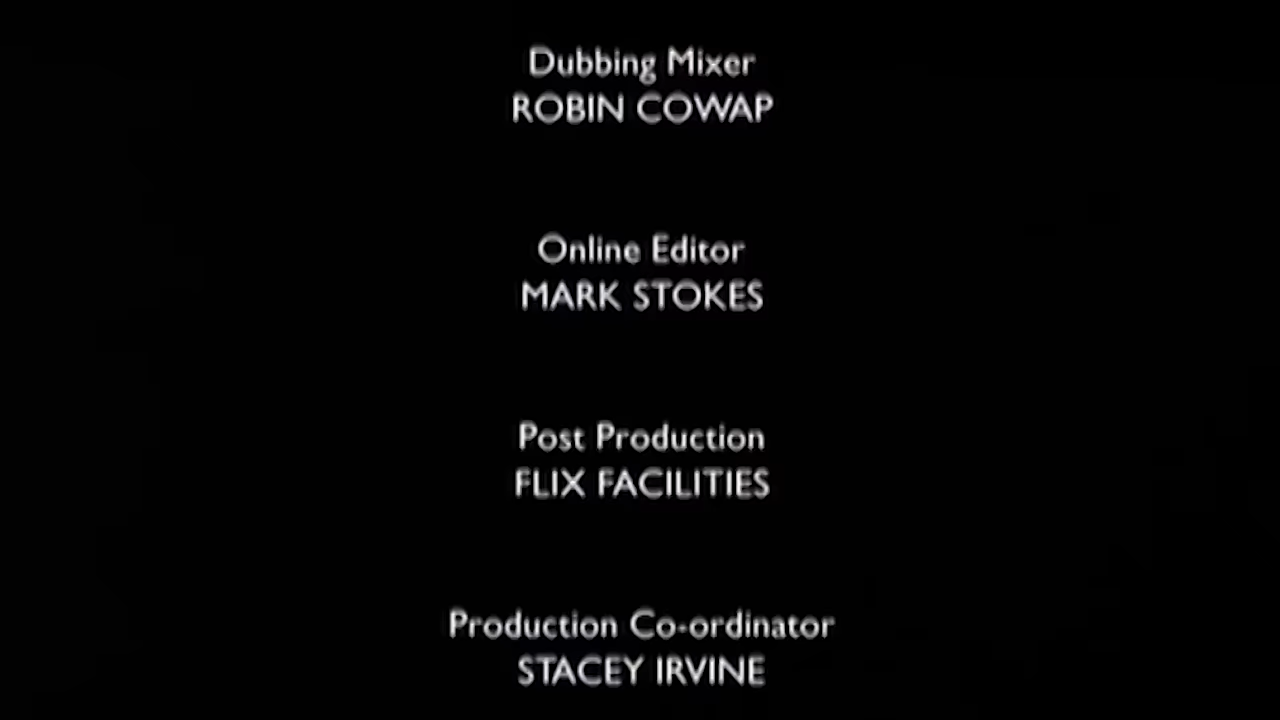 Dubbing Mixer
ROBIN COWAP
Online Editor
MARK STOKES
Post Production
FLIX FACILITIES
Production Co-ordinator
STACEY IRVINE